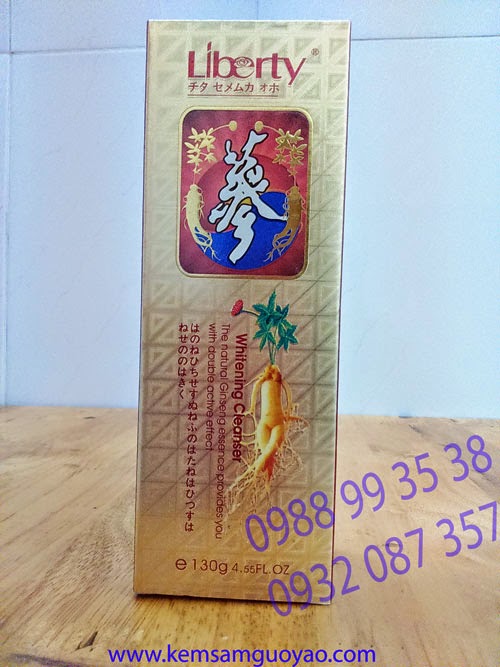 Liberty®
チタ セメムカ オホ
蔘
Whitening Cleanser
The natural Ginseng essence provides you
with double active effect
はのねひちせすぬねふのはたねはひつすは
ねせののはきく
e 130g 4.55FL.OZ
0988 99 35 38
0932 087 357
www.kemsamguoyao.com